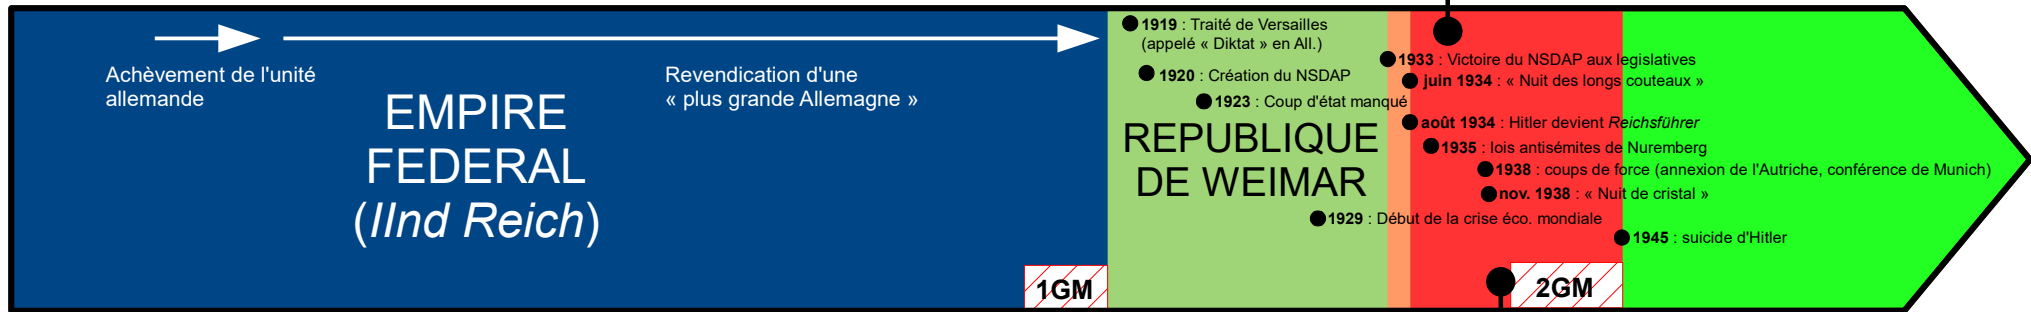 Achèvement de l'unité
allemande
EMPIRE
FEDERAL
(IInd Reich)
Revendication d'une
« plus grande Allemagne »
1GM
1919 : Traité de Versailles
(appelé « Diktat » en All.)
1920 : Création du NSDAP
1923 : Coup d'état manqué
REPUBLIQUE
DE WEIMAR
1929 : Début de la crise éco. mondiale
1933 : Victoire du NSDAP aux legislatives
juin 1934 : « Nuit des longs couteaux »
août 1934 : Hitler devient Reichsführer
1935 : lois antisémites de Nuremberg
1938 : coups de force (annexion de l'Autriche, conférence de Munich)
nov. 1938 : « Nuit de cristal »
1945 : suicide d'Hitler
2GM